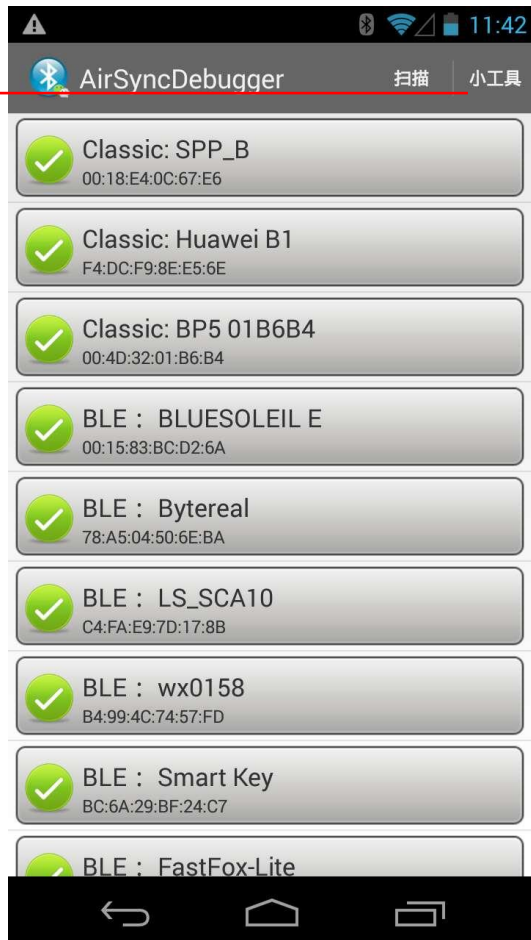 11:42
AirSyncDebugger 扫描 小工具
Classic: SPP_B
00:18:E4:0C:67:E6
Classic: Huawei B1
F4:DC:F9:8E:E5:6E
Classic: BP5 01B6B4
00:4D:32:01:B6:B4
BLE： BLUESOLEIL E
00:15:83:BC:D2:6A
BLE： Bytereal
78:A5:04:50:6E:BA
BLE： LS_SCA10
C4:FA:E9:7D:17:8B
BLE： wx0158
B4:99:4C:74:57:FD
BLE： Smart Key
BC:6A:29:BF:24:C7
BLE： FastFox-Lite